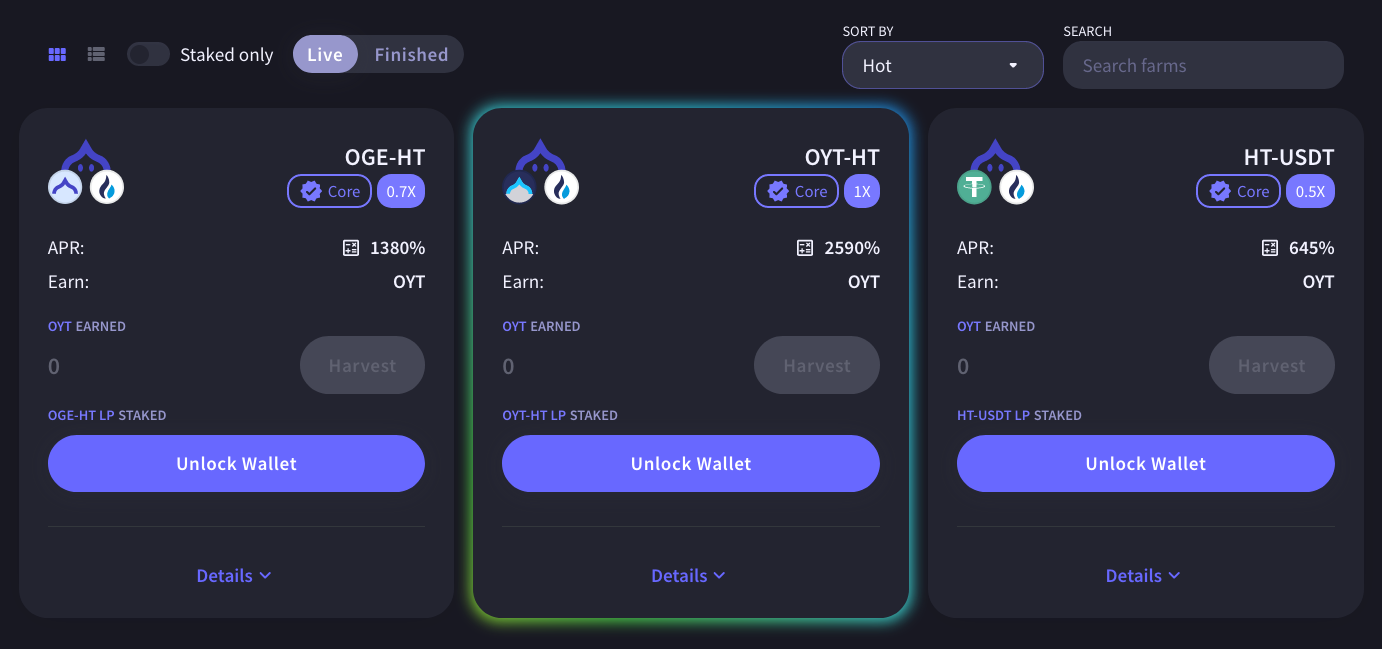 SORT BY
SEARCH
Staked only
Live
Finished
Hot
Search farms
OGE-HT
Core
0.7X
APR:
1380%
Earn:
OYT
OYT EARNED
0
Harvest
OGE-HT LP STAKED
Unlock Wallet
Details
OYT-HT
Core
1X
APR:
2590%
Earn:
OYT
OYT EARNED
0
Harvest
OYT-HT LP STAKED
Unlock Wallet
Details
HT-USDT
Core
0.5X
APR:
645%
Earn:
OYT
OYT EARNED
0
Harvest
HT-USDT LP STAKED
Unlock Wallet
Details